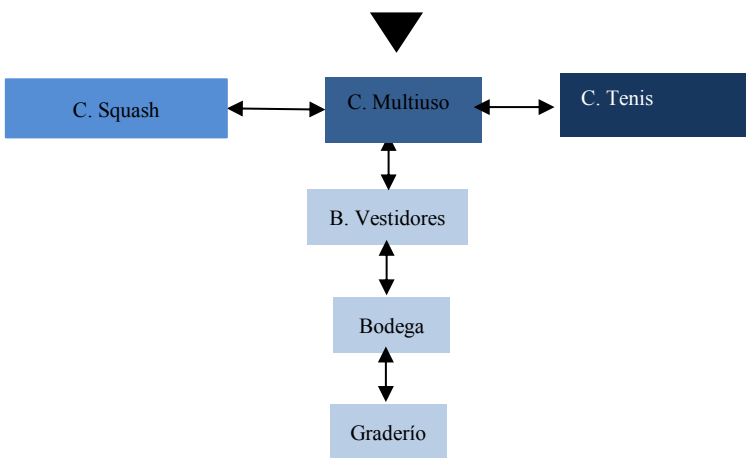 C. Squash
C. Multiuso
C. Tenis
B. Vestidores
Bodega
Graderío